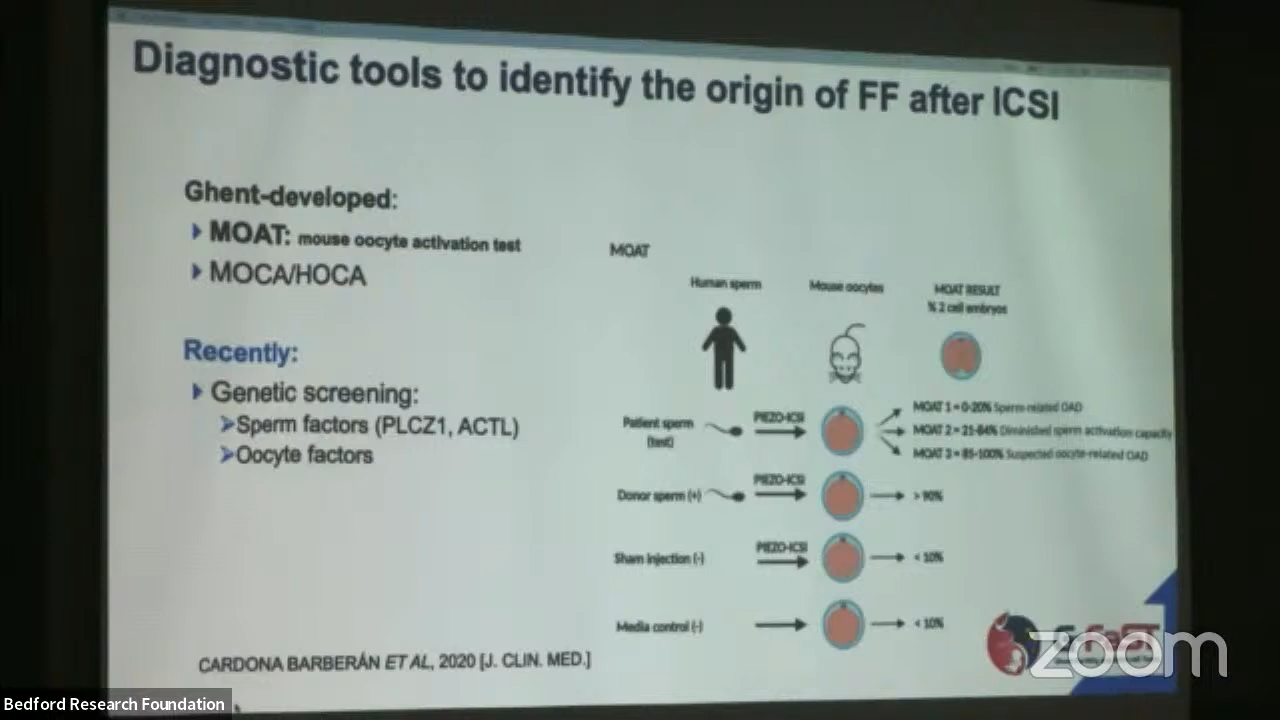 Diagnostic tools to identify the origin of FF after ICSI
Ghent-developed:
MOAT: mouse oocyte activation test
MOCA/HOCA
Recently:
Genetic screening:
Sperm factors (PLCZ1, ACTL)
Oocyte factors
MOAT
Human sperm
Mouse oocytes
MOAT RESULT
% 2 cell embryos
Patient sperm
(test)
PIEZO-ICSI
MOAT 1 = 0-20% Sperm-related OAD
MOAT 2 = 21-84% Diminished sperm activation capacity
MOAT 3 = 85-100% Suspected oocyte-related OAD
Donor sperm (+)
PIEZO-ICSI
> 90%
Sham injection (-)
PIEZO-ICSI
< 10%
Media control (-)
< 10%
CARDONA BARBERÁN ET AL, 2020 [J. CLIN. MED.]
zoom
Bedford Research Foundation